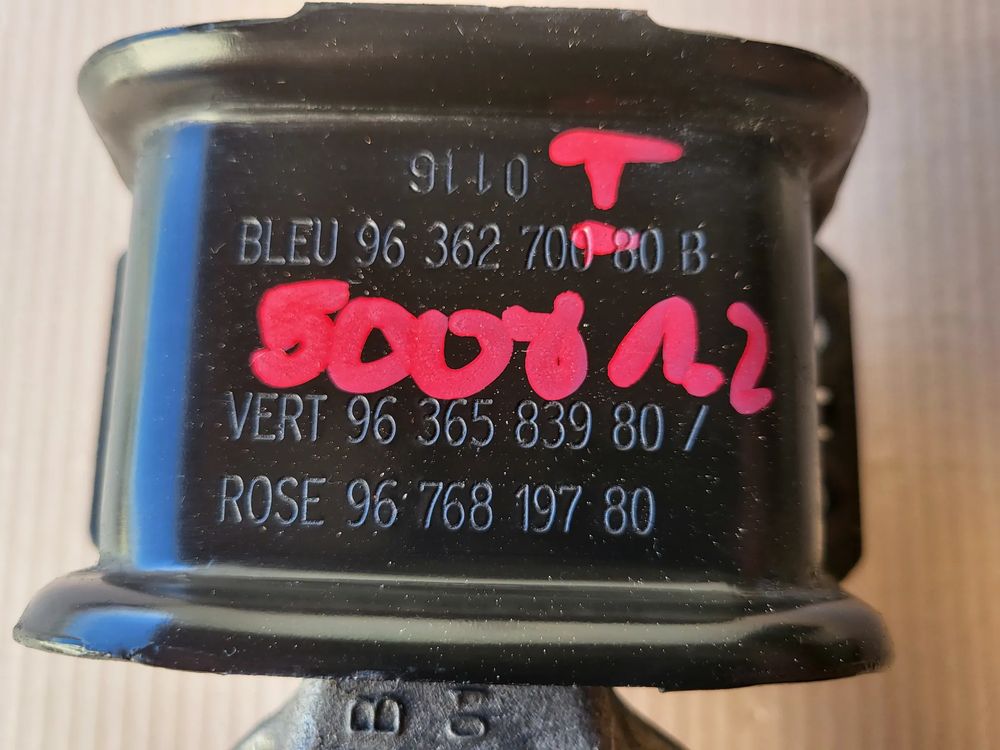 0116 T
BLEU 96 362 700 80 B
5008 1.2
VERT 96 365 839 80 /
ROSE 96 768 197 80
B